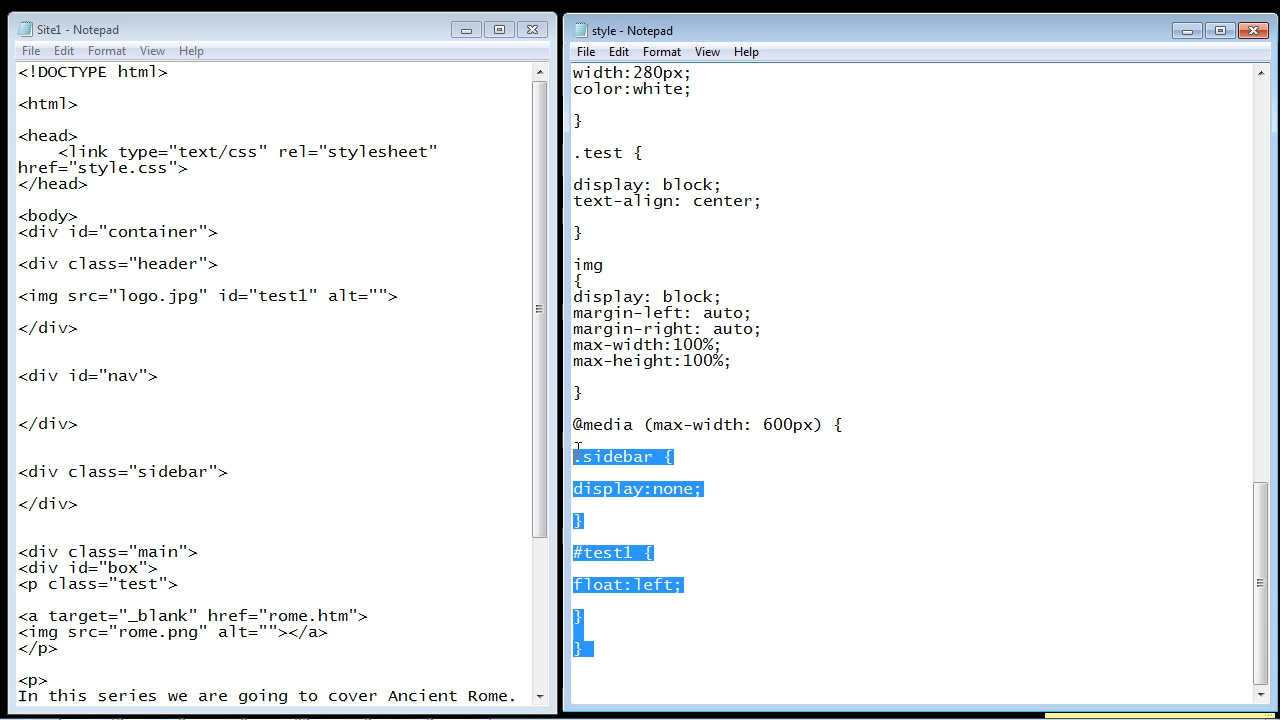 Site1 - Notepad
File Edit Format View Help
<!DOCTYPE html>
<html>
<head>
<link type="text/css" rel="stylesheet"
href="style.css">
</head>
<body>
<div id="container">
<div class="header">
<img src="logo.jpg" id="test1" alt="">
</div>
<div id="nav">
</div>
<div class="sidebar">
</div>
<div class="main">
<div id="box">
<p class="test">
<a target="_blank" href="rome.htm">
<img src="rome.png" alt=""></a>
</p>
<p>
In this series we are going to cover Ancient Rome.
style - Notepad
File Edit Format View Help
width:280px;
color:white;
}
.test {
display: block;
text-align: center;
}
img
{
display: block;
margin-left: auto;
margin-right: auto;
max-width:100%;
max-height:100%;
}
@media (max-width: 600px) {
.sidebar {
display:none;
}
#test1 {
float:left;
}
}